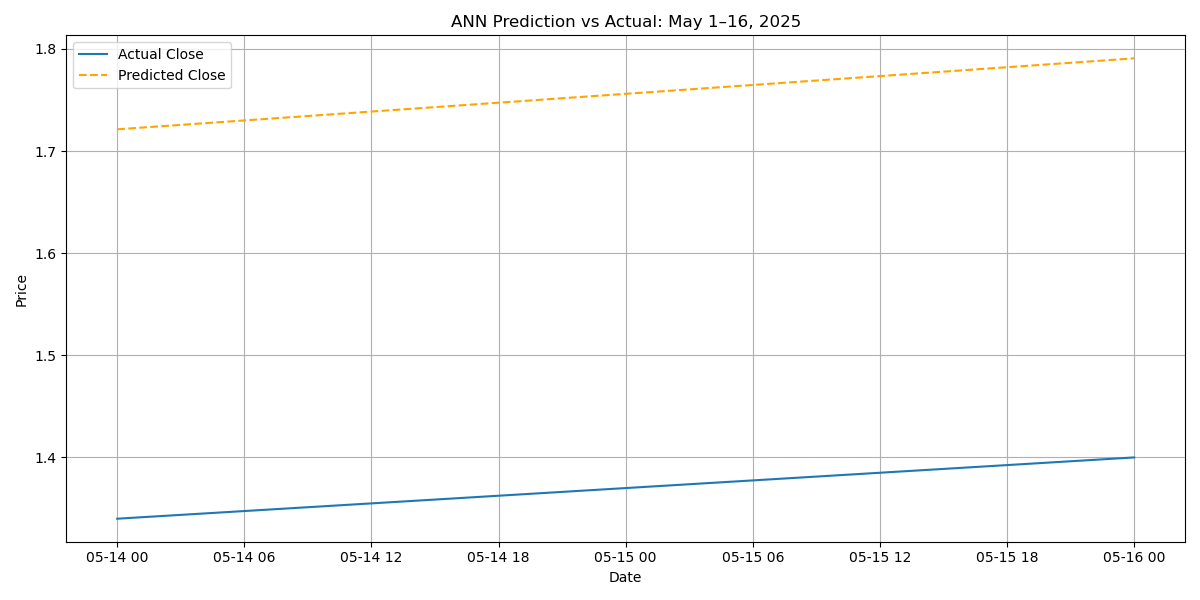 ANN Prediction vs Actual: May 1–16, 2025
Actual Close
Predicted Close
Price
1.8
1.7
1.6
1.5
1.4
05-14 00 05-14 06 05-14 12 05-14 18 05-15 00 05-15 06 05-15 12 05-15 18 05-16 00
Date